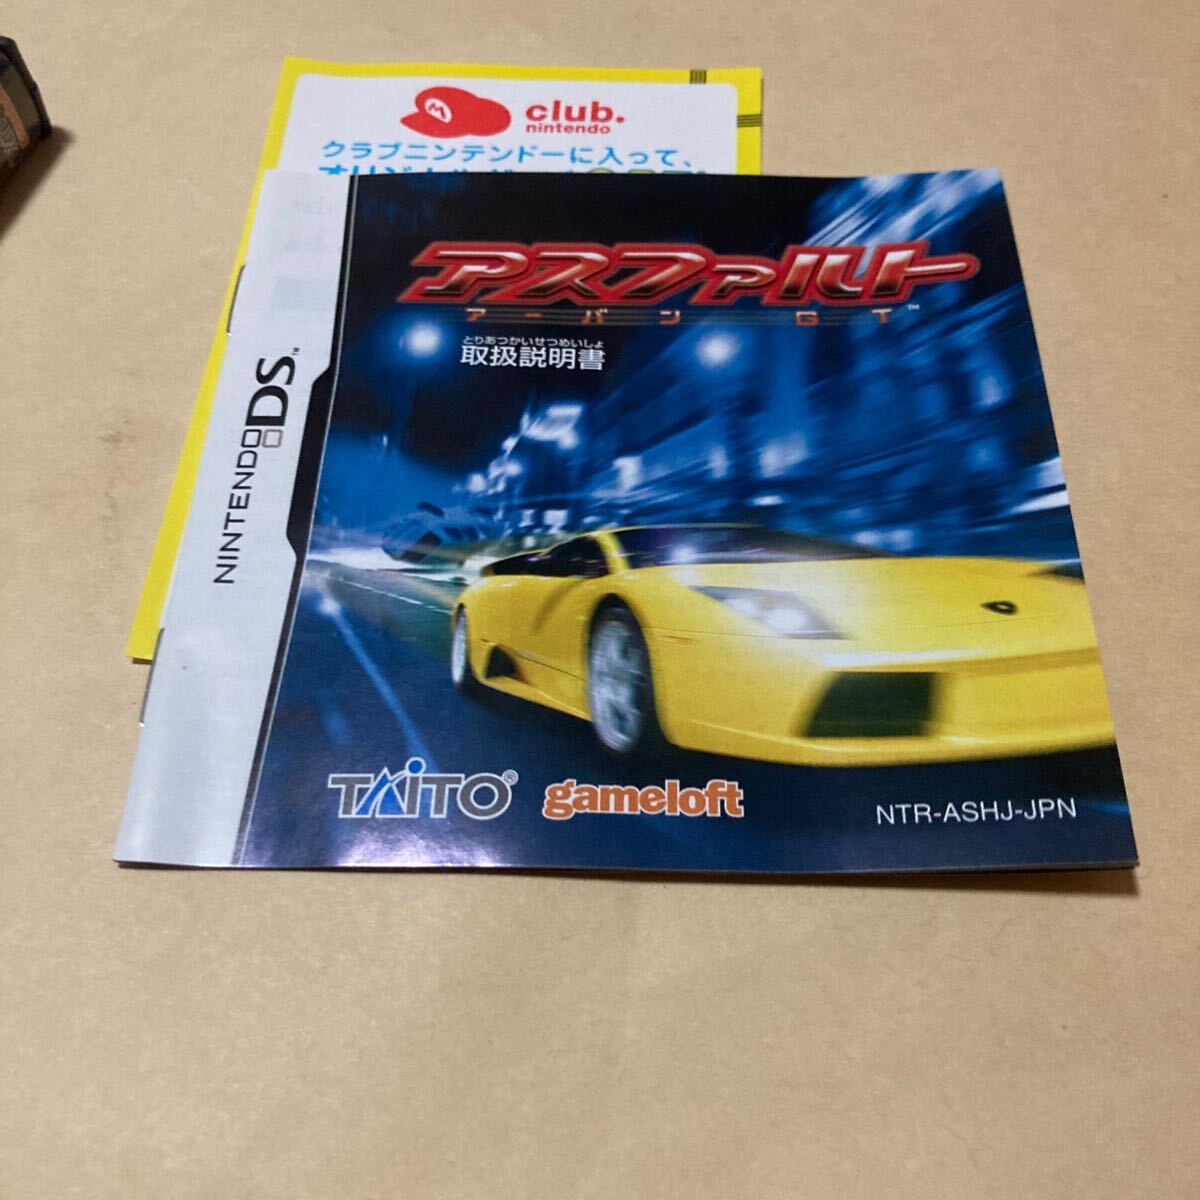 club.
nintendo
クラブニンテンドーに入って、
NINTENDO DS™
アスファルト
アーバン GT™
とりあつかいせつめいしょ
取扱説明書
TAiTO®
gameloft
NTR-ASHJ-JPN